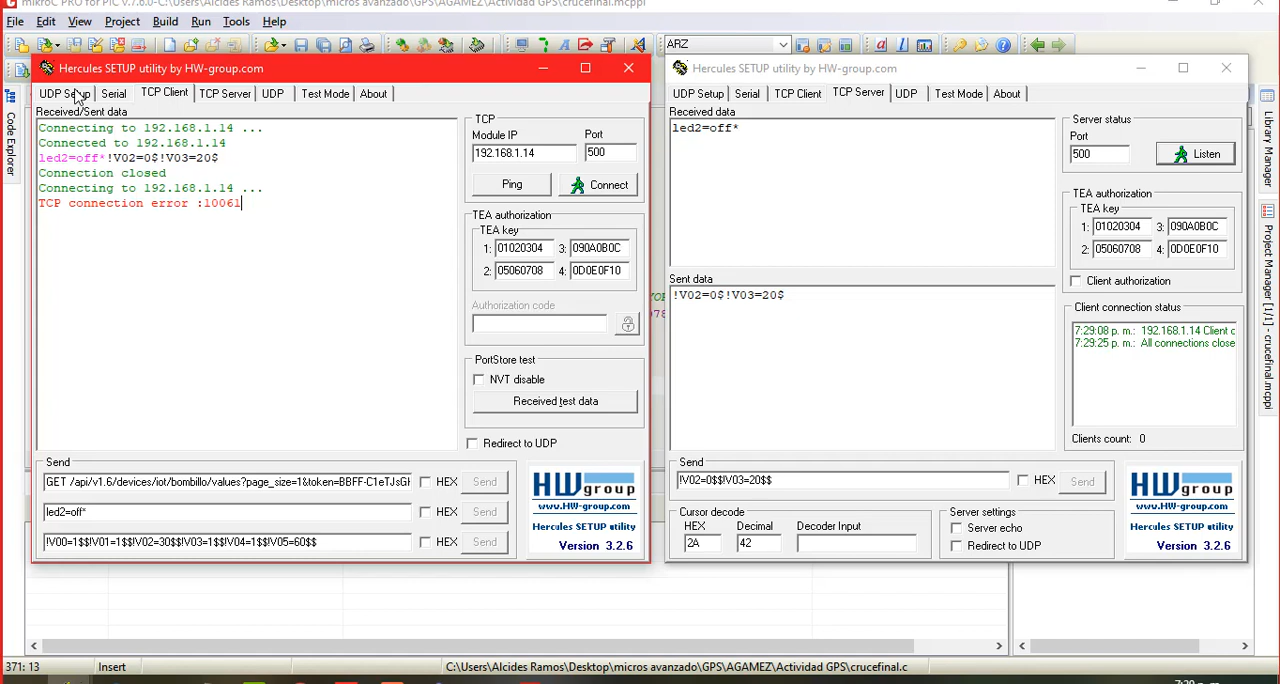 mikroC PRO for PIC v.7.6.0-C:\Users\Alcides Ramos\Desktop\micros avanzado\GPS\AGAMEZ\Actividad GPS\crucefinal.mcppi
File Edit View Project Build Run Tools Help
ARZ
Code Explorer
Library Manager
Project Manager [1/1] - crucefinal.mcppi
Hercules SETUP utility by HW-group.com
UDP Setup Serial TCP Client TCP Server UDP Test Mode About
Received/Sent data
Connecting to 192.168.1.14 ...
Connected to 192.168.1.14
led2=off*!V02=0$!V03=20$
Connection closed
Connecting to 192.168.1.14 ...
TCP connection error :10061
TCP
Module IP Port
192.168.1.14 500
Ping Connect
TEA authorization
TEA key
1: 01020304 3: 090A0B0C
2: 05060708 4: 0D0E0F10
Authorization code
PortStore test
NVT disable
Received test data
Redirect to UDP
Send
GET /api/v1.6/devices/iot/bombillo/values?page_size=1&token=BBFF-C1eTJsGH HEX Send
led2=off* HEX Send
!V00=1$$!V01=1$$!V02=30$$!V03=1$$!V04=1$$!V05=60$$ HEX Send
HWgroup
www.HW-group.com
Hercules SETUP utility
Version 3.2.6
Hercules SETUP utility by HW-group.com
UDP Setup Serial TCP Client TCP Server UDP Test Mode About
Received data
led2=off*
Sent data
!V02=0$!V03=20$
Server status
Port
500 Listen
TEA authorization
TEA key
1: 01020304 3: 090A0B0C
2: 05060708 4: 0D0E0F10
Client authorization
Client connection status
7:29:08 p. m.: 192.168.1.14 Client c
7:29:25 p. m.: All connections close
Clients count: 0
Send
!V02=0$$!V03=20$$ HEX Send
Cursor decode
HEX Decimal Decoder Input
2A 42
Server settings
Server echo
Redirect to UDP
HWgroup
www.HW-group.com
Hercules SETUP utility
Version 3.2.6
371: 13 Insert C:\Users\Alcides Ramos\Desktop\micros avanzado\GPS\AGAMEZ\Actividad GPS\crucefinal.c